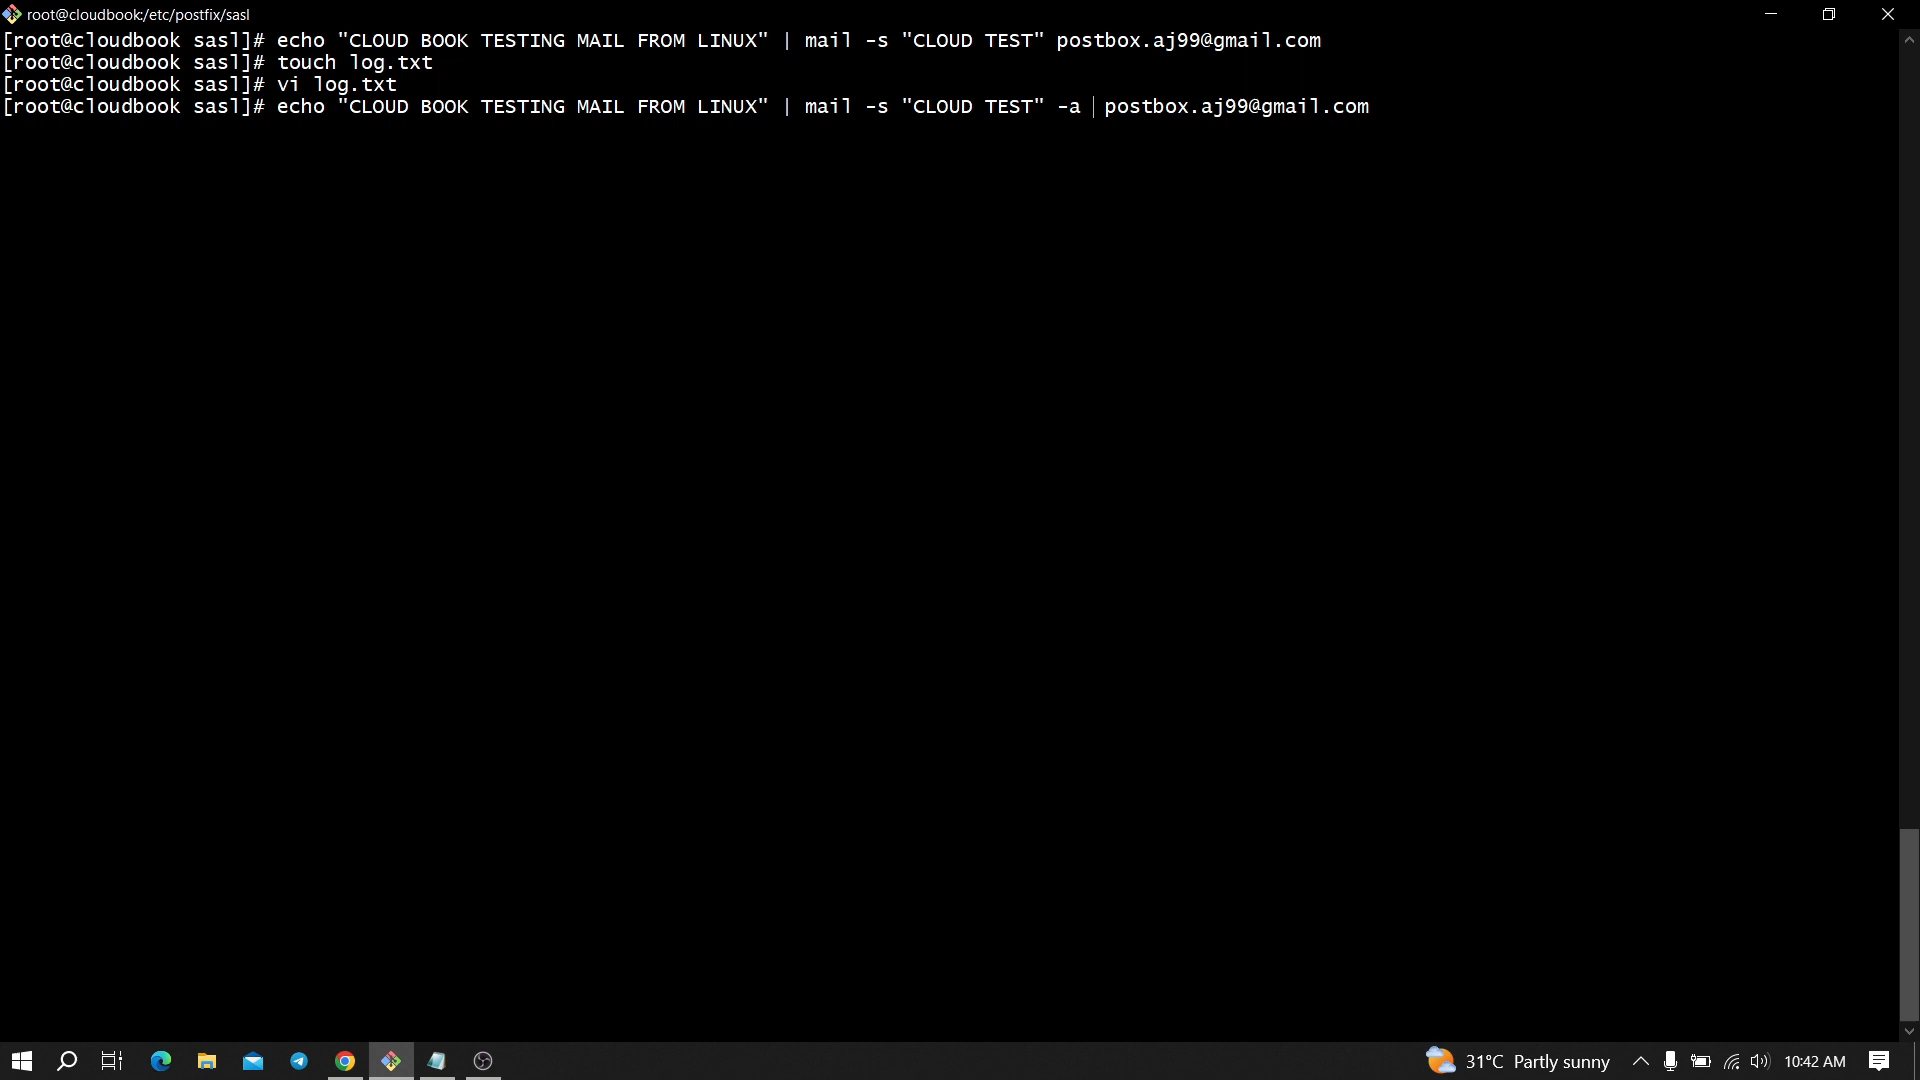 root@cloudbook:/etc/postfix/sasl
[root@cloudbook sasl]# echo "CLOUD BOOK TESTING MAIL FROM LINUX" | mail -s "CLOUD TEST" postbox.aj99@gmail.com
[root@cloudbook sasl]# touch log.txt
[root@cloudbook sasl]# vi log.txt
[root@cloudbook sasl]# echo "CLOUD BOOK TESTING MAIL FROM LINUX" | mail -s "CLOUD TEST" -a  postbox.aj99@gmail.com
31°C Partly sunny
10:42 AM